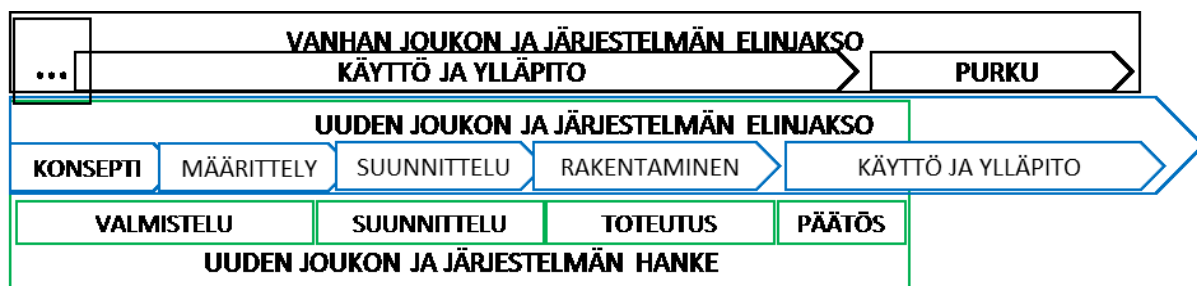 VANHAN JOUKON JA JÄRJESTELMÄN ELINJAKSO
... KÄYTTÖ JA YLLÄPITO PURKU
UUDEN JOUKON JA JÄRJESTELMÄN ELINJAKSO
KONSEPTI MÄÄRITTELY SUUNNITTELU RAKENTAMINEN KÄYTTÖ JA YLLÄPITO
VALMISTELU SUUNNITTELU TOTEUTUS PÄÄTÖS
UUDEN JOUKON JA JÄRJESTELMÄN HANKE